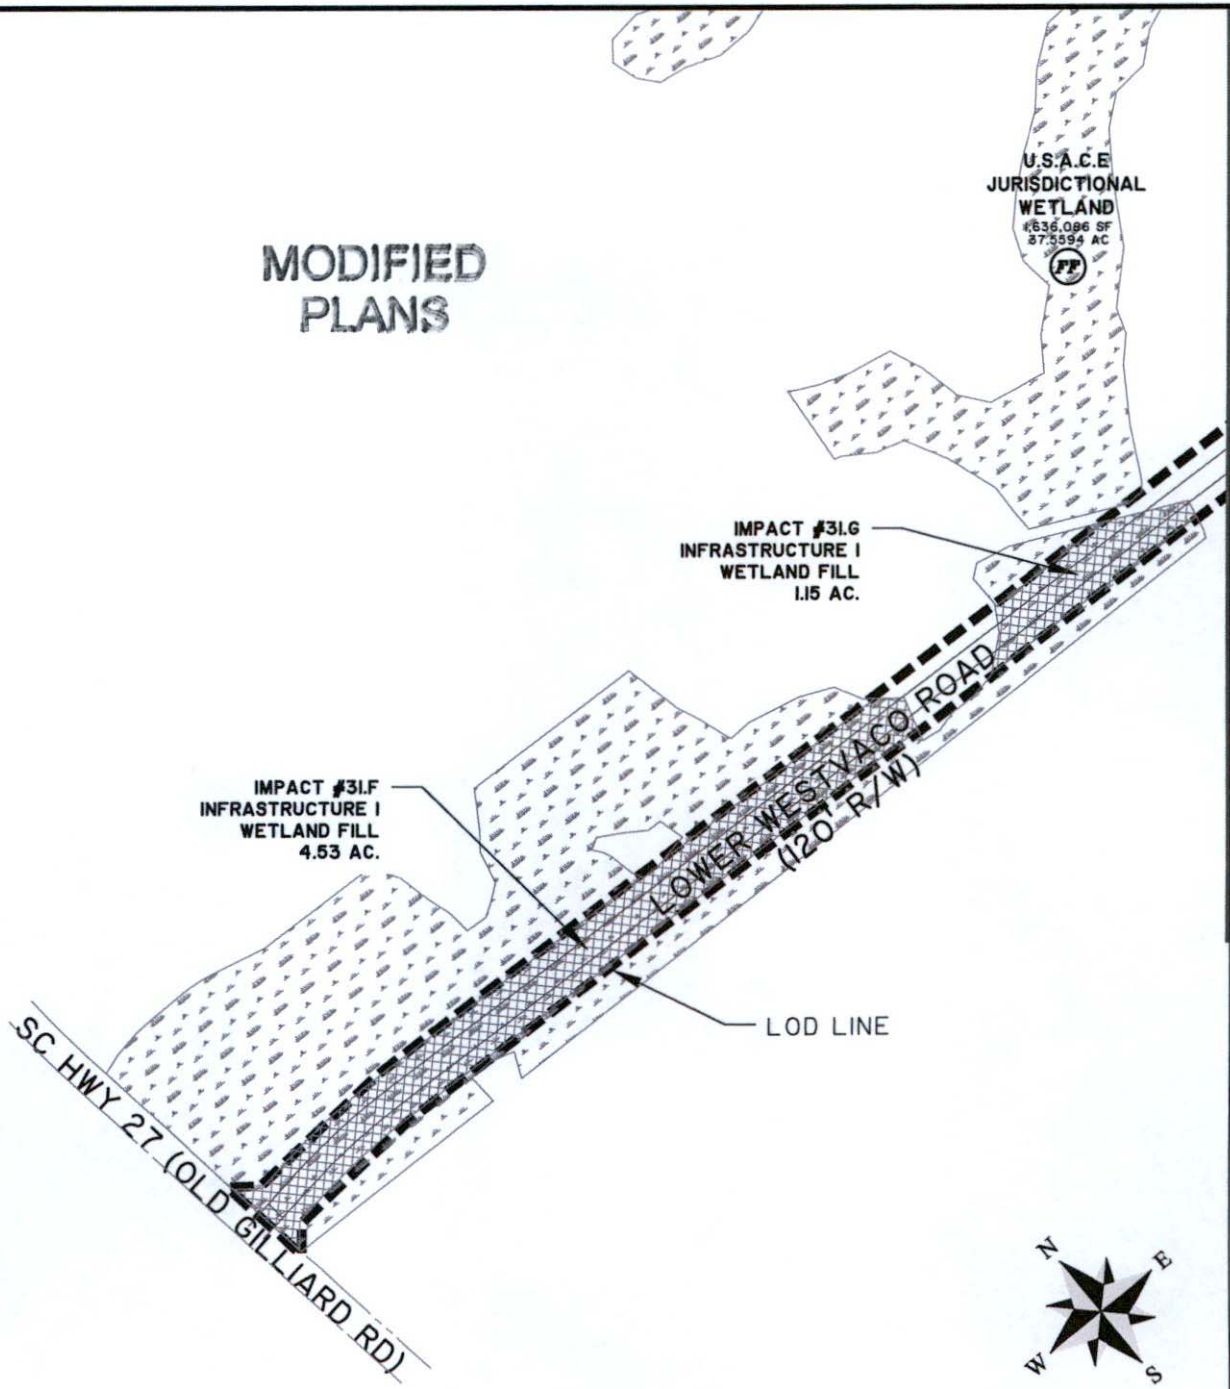 MODIFIED
PLANS
U.S.A.C.E
JURISDICTIONAL
WETLAND
1,636,086 SF
37.5594 AC
FF
IMPACT #31.G
INFRASTRUCTURE I
WETLAND FILL
1.15 AC.
LOWER WESTVACO ROAD
(120 R/W)
IMPACT #31.F
INFRASTRUCTURE I
WETLAND FILL
4.53 AC.
LOD LINE
SC HWY 27 (OLD GILLIARD RD)
N
E
W
S